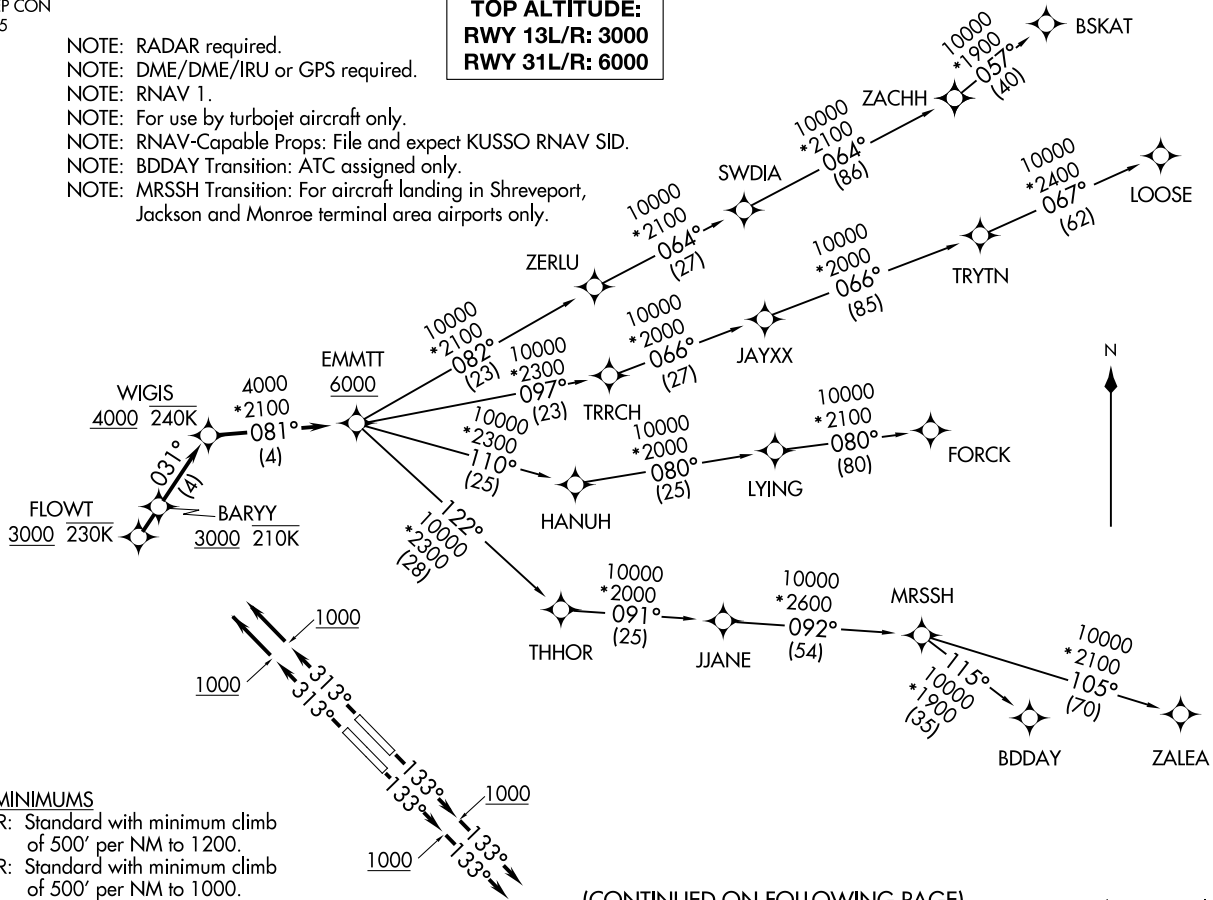 P CON
5
TOP ALTITUDE:
RWY 13L/R: 3000
RWY 31L/R: 6000
NOTE: RADAR required.
NOTE: DME/DME/IRU or GPS required.
NOTE: RNAV 1.
NOTE: For use by turbojet aircraft only.
NOTE: RNAV-Capable Props: File and expect KUSSO RNAV SID.
NOTE: BDDAY Transition: ATC assigned only.
NOTE: MRSSH Transition: For aircraft landing in Shreveport,
Jackson and Monroe terminal area airports only.
BSKAT
10000
*1900
057°
(40)
ZACHH
10000
*2100
064°
(86)
SWDIA
10000
*2100
064°
(27)
ZERLU
10000
*2100
082°
(23)
LOOSE
10000
*2400
067°
(62)
TRYTN
10000
*2000
066°
(85)
JAYXX
10000
*2000
066°
(27)
TRRCH
10000
*2300
097°
(23)
EMMTT
6000
WIGIS
4000 240K
4000
*2100
081°
(4)
031°
(4)
FLOWT
3000 230K
BARYY
3000 210K
10000
*2300
110°
(25)
HANUH
10000
*2000
080°
(25)
LYING
10000
*2100
080°
(80)
FORCK
N
122°
10000
*2300
(28)
THHOR
10000
*2000
091°
(25)
JJANE
10000
*2600
092°
(54)
MRSSH
115°
10000
*1900
(35)
BDDAY
10000
*2100
105°
(70)
ZALEA
1000
1000
313°
313°
133°
133°
1000
1000
133°
133°
MINIMUMS
R: Standard with minimum climb
of 500' per NM to 1200.
R: Standard with minimum climb
of 500' per NM to 1000.
(CONTINUED ON FOLLOWING PAGE)